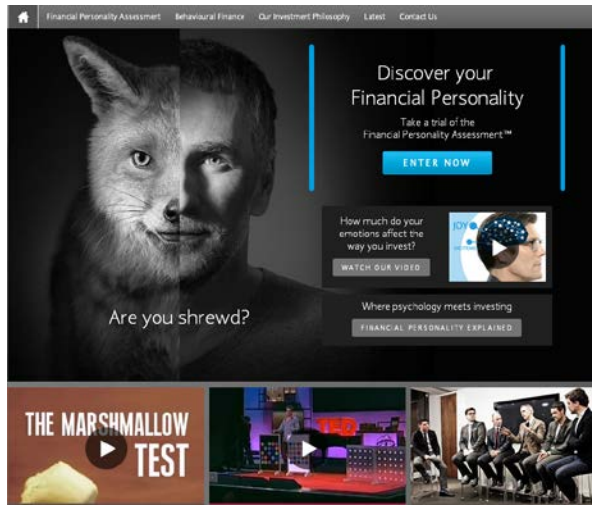 Financial Personality Assessment Behavioural Finance Our Investment Philosophy Latest Contact Us
Discover your
Financial Personality
Take a trial of the
Financial Personality Assessment™
ENTER NOW
How much do your
emotions affect the
way you invest?
WATCH OUR VIDEO
JOY
Where psychology meets investing
FINANCIAL PERSONALITY EXPLAINED
Are you shrewd?
THE MARSHMALLOW
TEST
TED